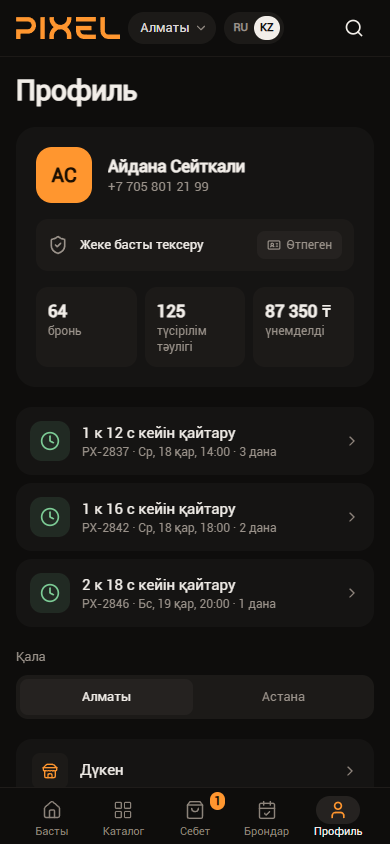 PIXEL
Алматы
RU KZ
Профиль
АС
Айдана Сейткали
+7 705 801 21 99
Жеке басты тексеру
Өтпеген
64
бронь
125
түсірілім
тәулігі
87 350 ₸
үнемделді
1 к 12 с кейін қайтару
PX-2837 · Ср, 18 қар, 14:00 · 3 дана
1 к 16 с кейін қайтару
PX-2842 · Ср, 18 қар, 18:00 · 2 дана
2 к 18 с кейін қайтару
PX-2846 · Бс, 19 қар, 20:00 · 1 дана
Қала
Алматы
Астана
Дүкен
1
Басты
Каталог
Себет
Брондар
Профиль